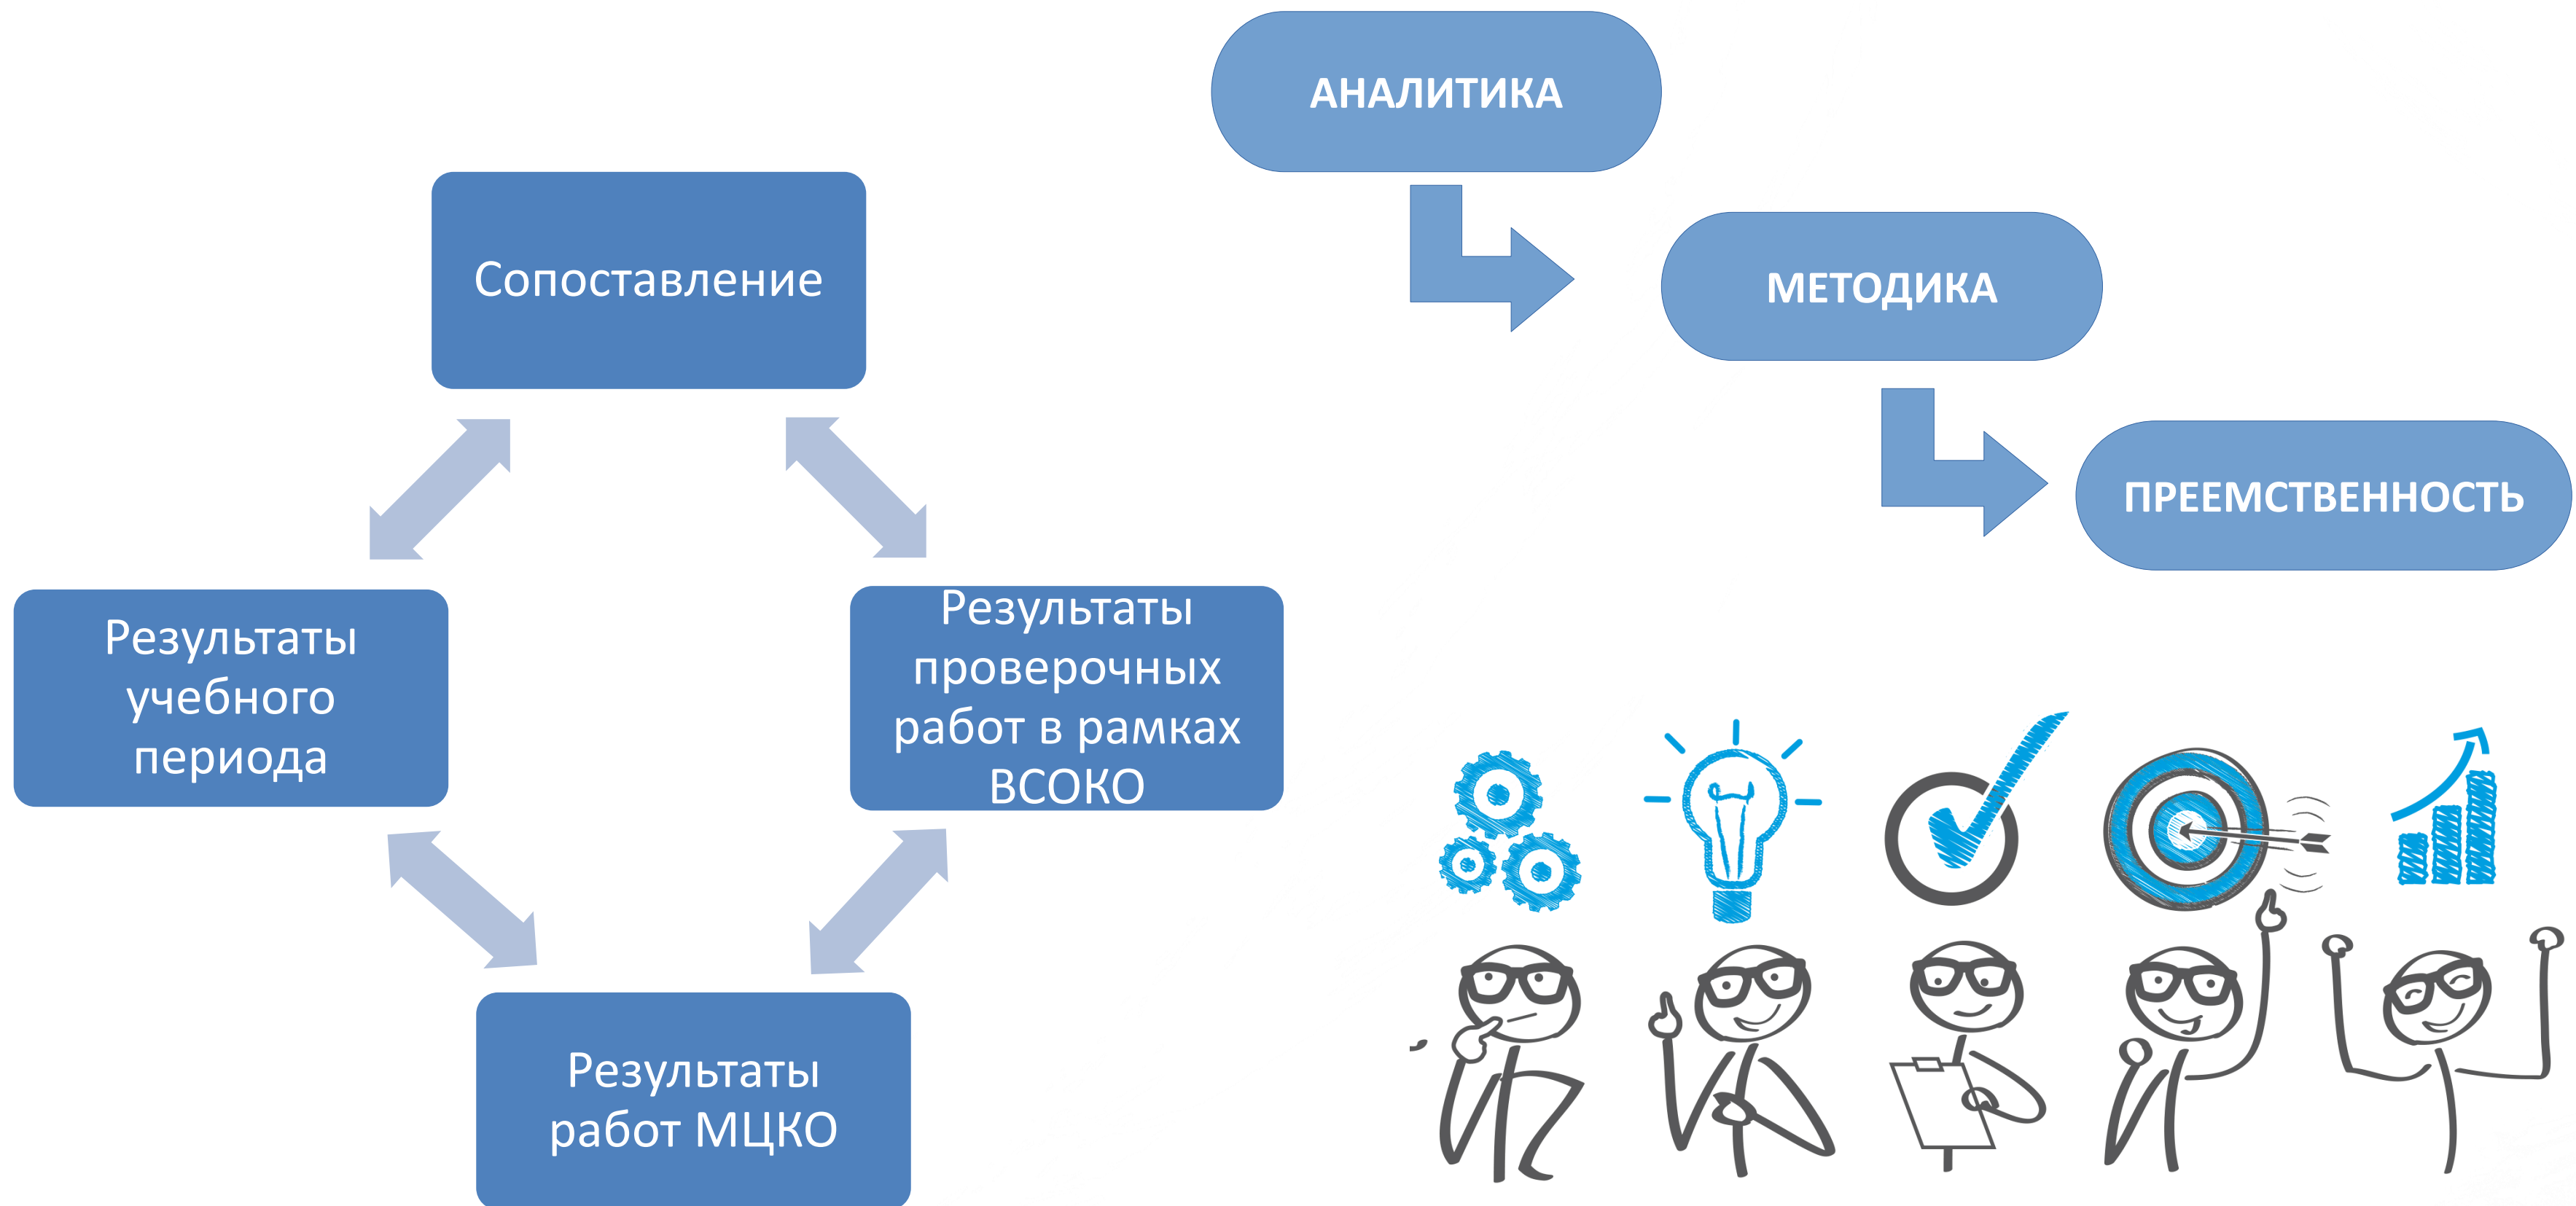 АНАЛИТИКА
МЕТОДИКА
ПРЕЕМСТВЕННОСТЬ
Сопоставление
Результаты
учебного
периода
Результаты
проверочных
работ в рамках
ВСОКО
Результаты
работ МЦКО